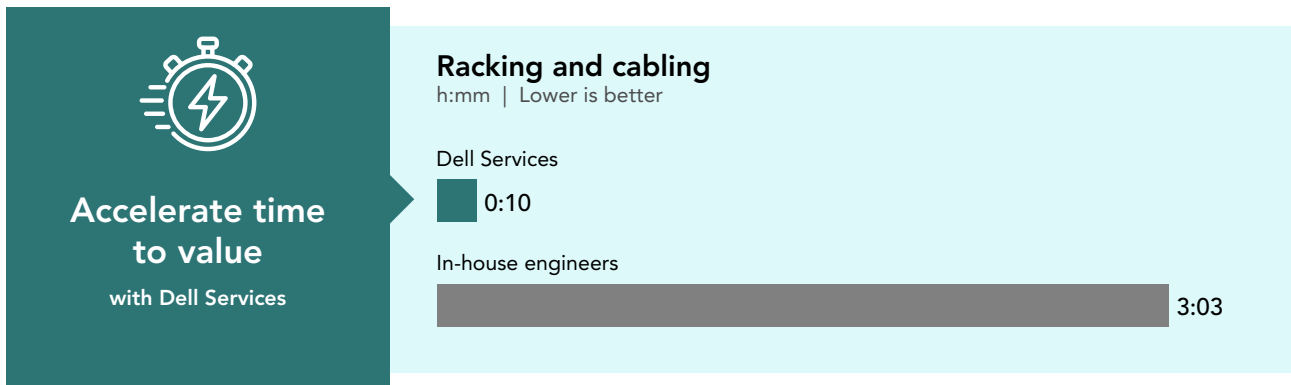 Accelerate time
to value
with Dell Services
Racking and cabling
h:mm | Lower is better
Dell Services
0:10
In-house engineers
3:03